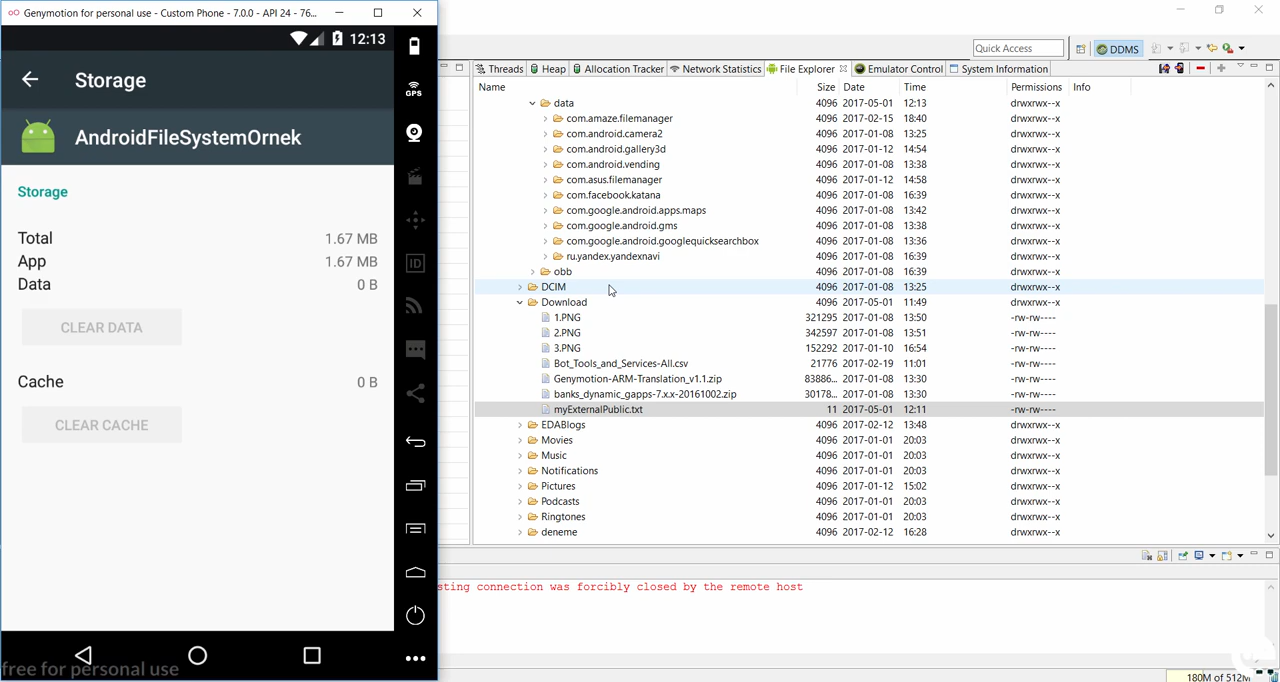 Genymotion for personal use - Custom Phone - 7.0.0 - API 24 - 76...
12:13
Storage
AndroidFileSystemOrnek
Storage
Total 1.67 MB
App 1.67 MB
Data 0 B
CLEAR DATA
Cache 0 B
CLEAR CACHE
GPS
ID
free for personal use
Quick Access
DDMS
Threads Heap Allocation Tracker Network Statistics File Explorer Emulator Control System Information
Name Size Date Time Permissions Info
data 4096 2017-05-01 12:13 drwxrwx--x
com.amaze.filemanager 4096 2017-02-15 18:40 drwxrwx--x
com.android.camera2 4096 2017-01-08 13:25 drwxrwx--x
com.android.gallery3d 4096 2017-01-12 14:54 drwxrwx--x
com.android.vending 4096 2017-01-08 13:38 drwxrwx--x
com.asus.filemanager 4096 2017-01-12 14:58 drwxrwx--x
com.facebook.katana 4096 2017-01-08 16:39 drwxrwx--x
com.google.android.apps.maps 4096 2017-01-08 13:42 drwxrwx--x
com.google.android.gms 4096 2017-01-08 13:38 drwxrwx--x
com.google.android.googlequicksearchbox 4096 2017-01-08 13:36 drwxrwx--x
ru.yandex.yandexnavi 4096 2017-01-08 16:39 drwxrwx--x
obb 4096 2017-01-08 16:39 drwxrwx--x
DCIM 4096 2017-01-08 13:25 drwxrwx--x
Download 4096 2017-05-01 11:49 drwxrwx--x
1.PNG 321295 2017-01-08 13:50 -rw-rw----
2.PNG 342597 2017-01-08 13:51 -rw-rw----
3.PNG 152292 2017-01-10 16:54 -rw-rw----
Bot_Tools_and_Services-All.csv 21776 2017-02-19 11:01 -rw-rw----
Genymotion-ARM-Translation_v1.1.zip 83886... 2017-01-08 13:30 -rw-rw----
banks_dynamic_gapps-7.x.x-20161002.zip 30178... 2017-01-08 13:30 -rw-rw----
myExternalPublic.txt 11 2017-05-01 12:11 -rw-rw----
EDABlogs 4096 2017-02-12 13:48 drwxrwx--x
Movies 4096 2017-01-01 20:03 drwxrwx--x
Music 4096 2017-01-01 20:03 drwxrwx--x
Notifications 4096 2017-01-01 20:03 drwxrwx--x
Pictures 4096 2017-01-12 15:02 drwxrwx--x
Podcasts 4096 2017-01-01 20:03 drwxrwx--x
Ringtones 4096 2017-01-01 20:03 drwxrwx--x
deneme 4096 2017-02-12 16:28 drwxrwx--x
sting connection was forcibly closed by the remote host
180M of 512M